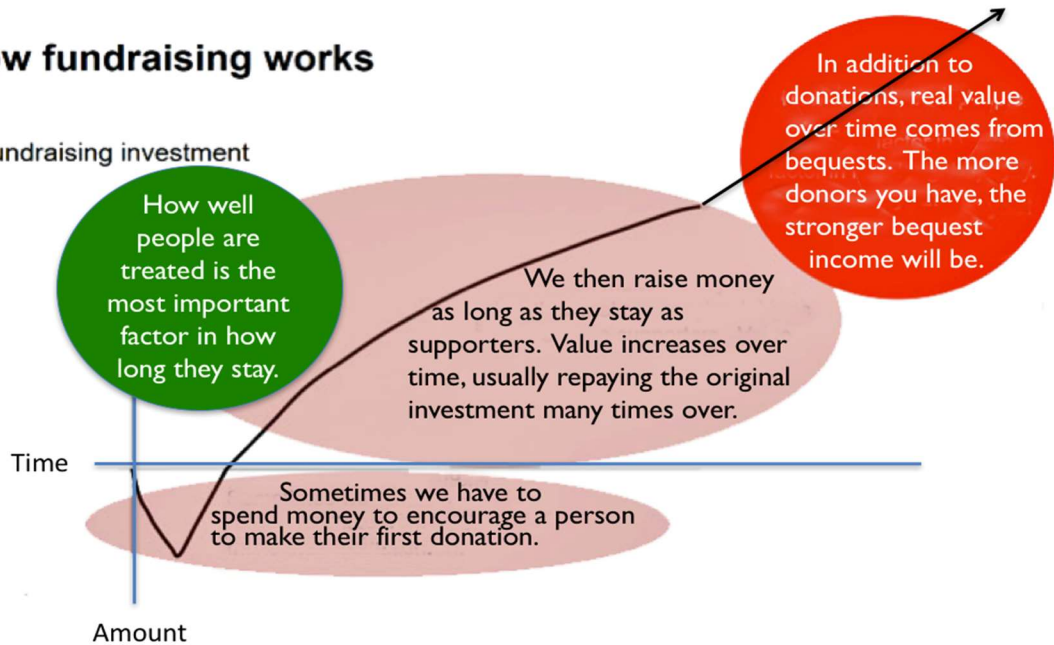 w fundraising works
undraising investment
How well
people are
treated is the
most important
factor in how
long they stay.
In addition to
donations, real value
over time comes from
bequests. The more
donors you have, the
stronger bequest
income will be.
We then raise money
as long as they stay as
supporters. Value increases over
time, usually repaying the original
investment many times over.
Time
Sometimes we have to
spend money to encourage a person
to make their first donation.
Amount